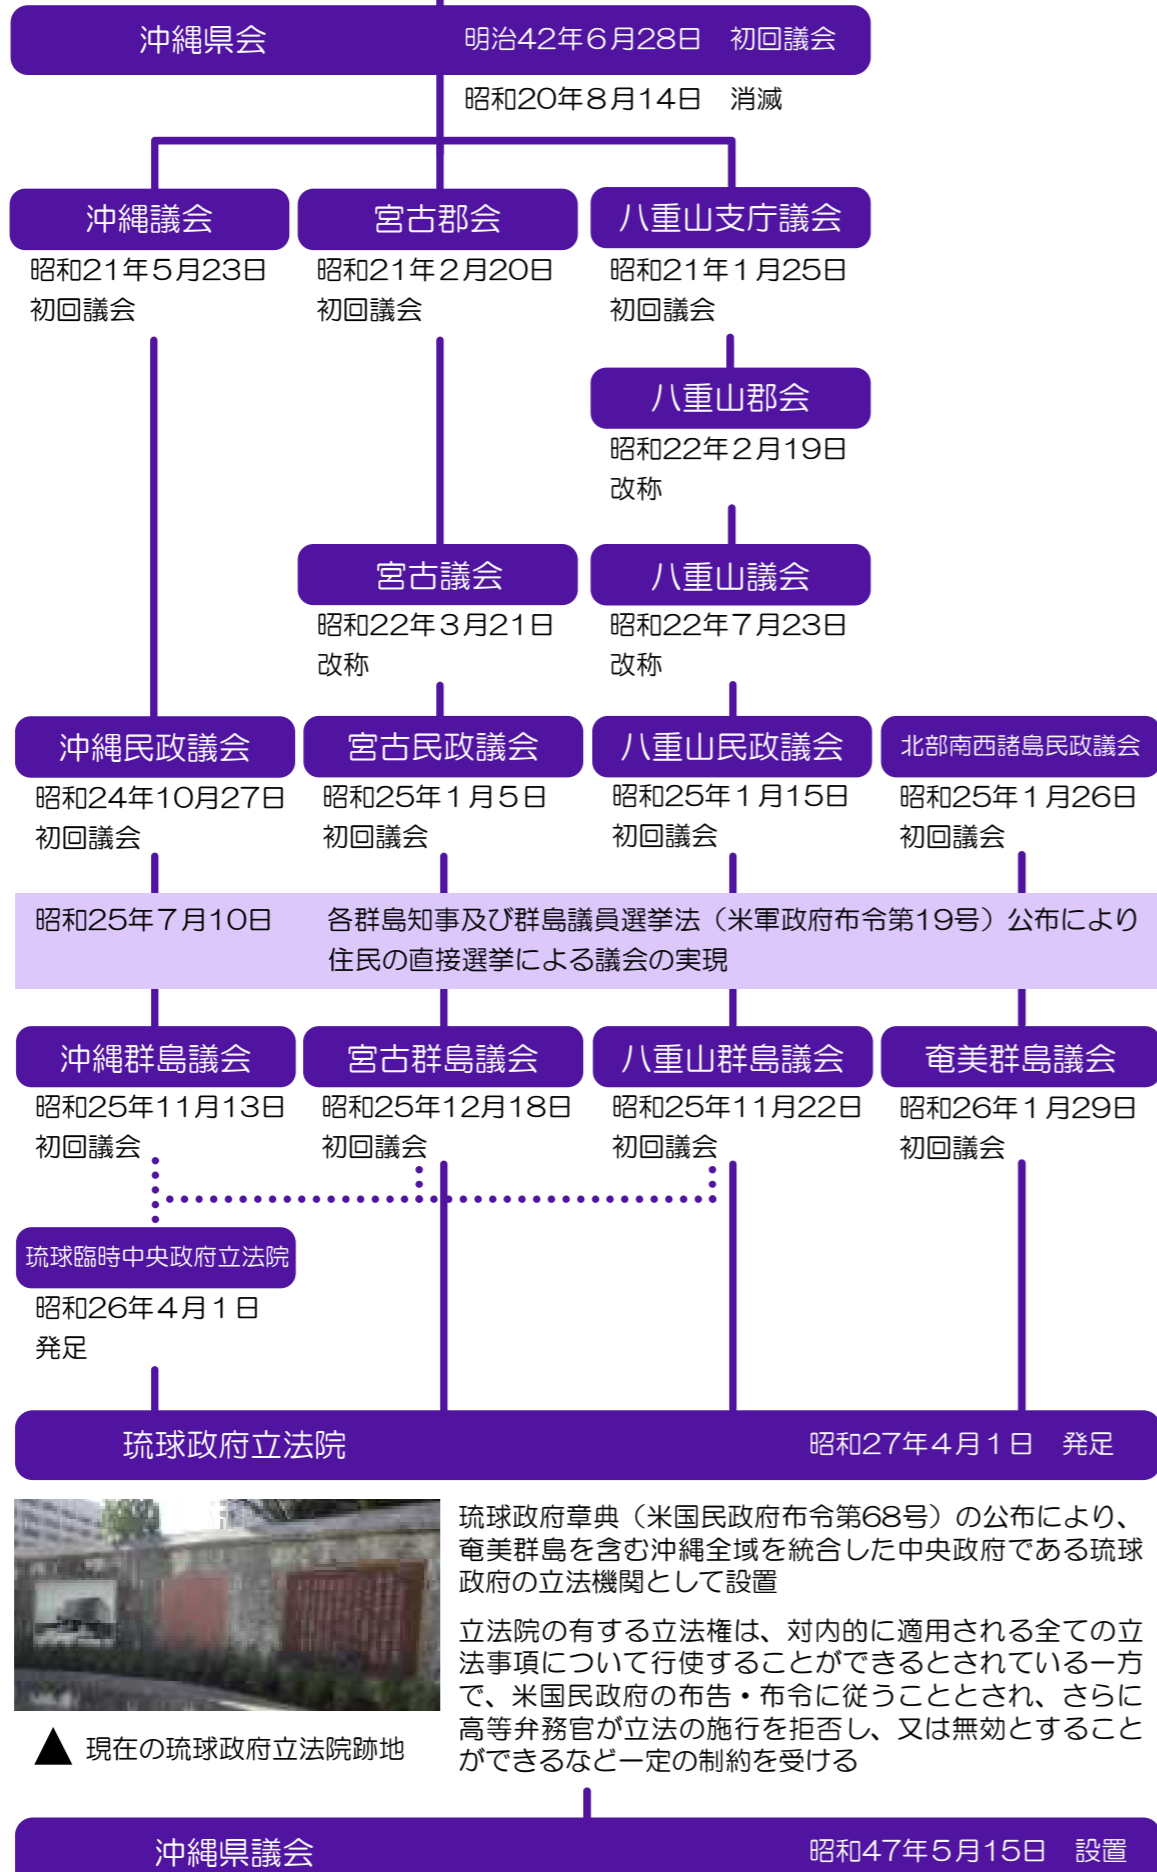 沖縄県会　明治42年6月28日　初回議会
昭和20年8月14日　消滅
沖縄議会
昭和21年5月23日
初回議会
宮古郡会
昭和21年2月20日
初回議会
八重山支庁議会
昭和21年1月25日
初回議会
八重山郡会
昭和22年2月19日
改称
宮古議会
昭和22年3月21日
改称
八重山議会
昭和22年7月23日
改称
沖縄民政議会
昭和24年10月27日
初回議会
宮古民政議会
昭和25年1月5日
初回議会
八重山民政議会
昭和25年1月15日
初回議会
北部南西諸島民政議会
昭和25年1月26日
初回議会
昭和25年7月10日　各群島知事及び群島議員選挙法（米軍政府布令第19号）公布により
住民の直接選挙による議会の実現
沖縄群島議会
昭和25年11月13日
初回議会
宮古群島議会
昭和25年12月18日
初回議会
八重山群島議会
昭和25年11月22日
初回議会
奄美群島議会
昭和26年1月29日
初回議会
琉球臨時中央政府立法院
昭和26年4月1日
発足
琉球政府立法院　昭和27年4月1日　発足
琉球政府章典（米国民政府布令第68号）の公布により、
奄美群島を含む沖縄全域を統合した中央政府である琉球
政府の立法機関として設置
立法院の有する立法権は、対内的に適用される全ての立
法事項について行使することができるとされている一方
で、米国民政府の布告・布令に従うこととされ、さらに
高等弁務官が立法の施行を拒否し、又は無効とすること
ができるなど一定の制約を受ける
▲ 現在の琉球政府立法院跡地
沖縄県議会　昭和47年5月15日　設置